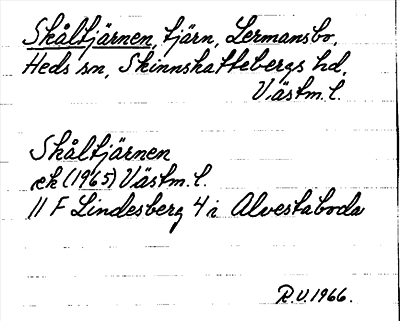 Skåltjärnen, tjärn, Lermansbo,
Heds sn, Skinnskattebergs hd,
Västm. l.
Skåltjärnen
ek (1965) Västm. l.
11 F Lindesberg 4 i Alvestaboda
R.U. 1966.